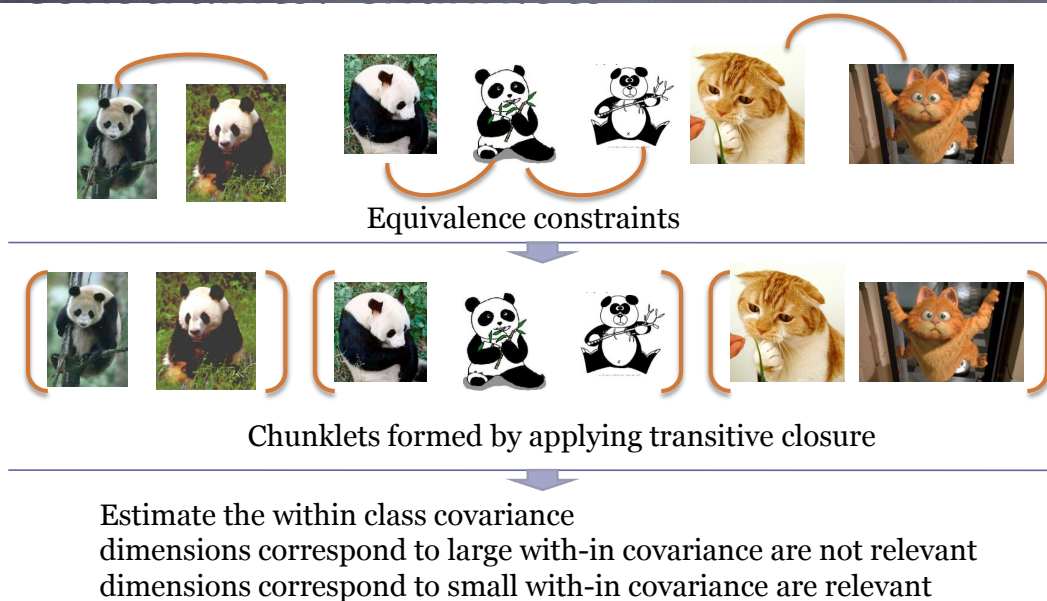 Equivalence constraints
Chunklets formed by applying transitive closure
Estimate the within class covariance
dimensions correspond to large with-in covariance are not relevant
dimensions correspond to small with-in covariance are relevant